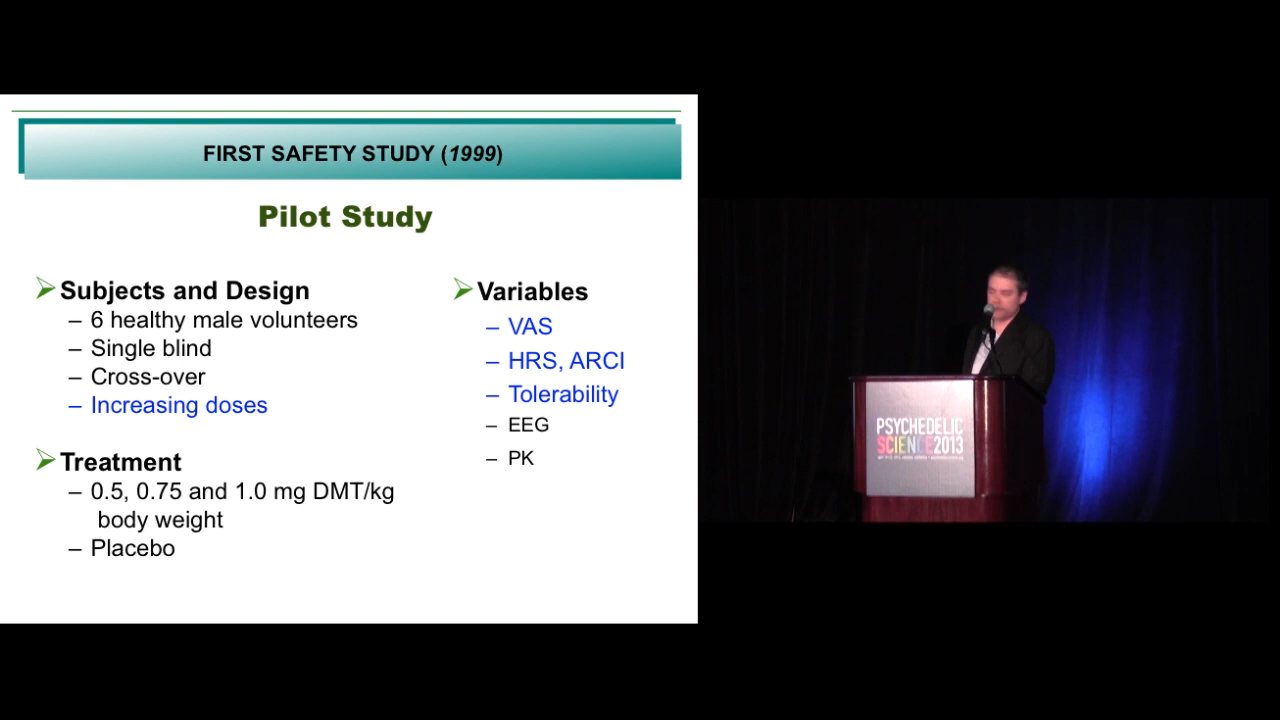 FIRST SAFETY STUDY (1999)
Pilot Study
Subjects and Design
– 6 healthy male volunteers
– Single blind
– Cross-over
– Increasing doses
Treatment
– 0.5, 0.75 and 1.0 mg DMT/kg
body weight
– Placebo
Variables
– VAS
– HRS, ARCI
– Tolerability
– EEG
– PK
PSYCHEDELIC
SCIENCE2013